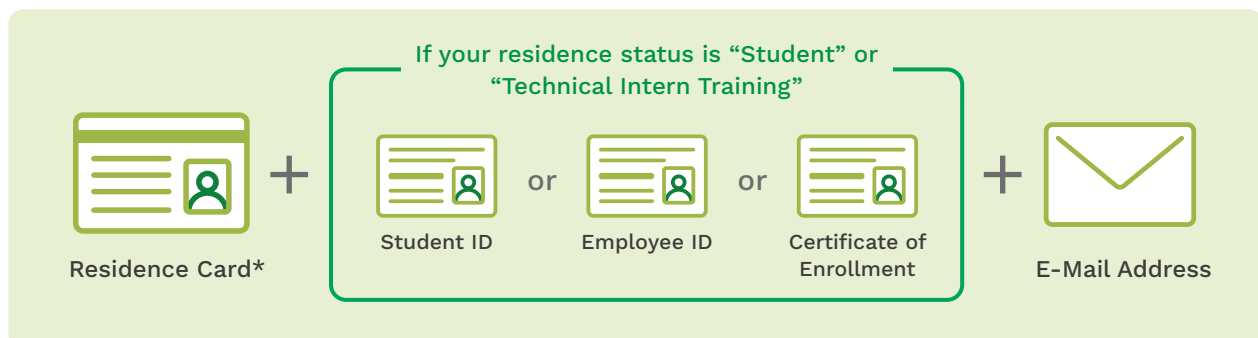 If your residence status is “Student” or
“Technical Intern Training”
Residence Card*
+
Student ID
or
Employee ID
or
Certificate of
Enrollment
+
E-Mail Address